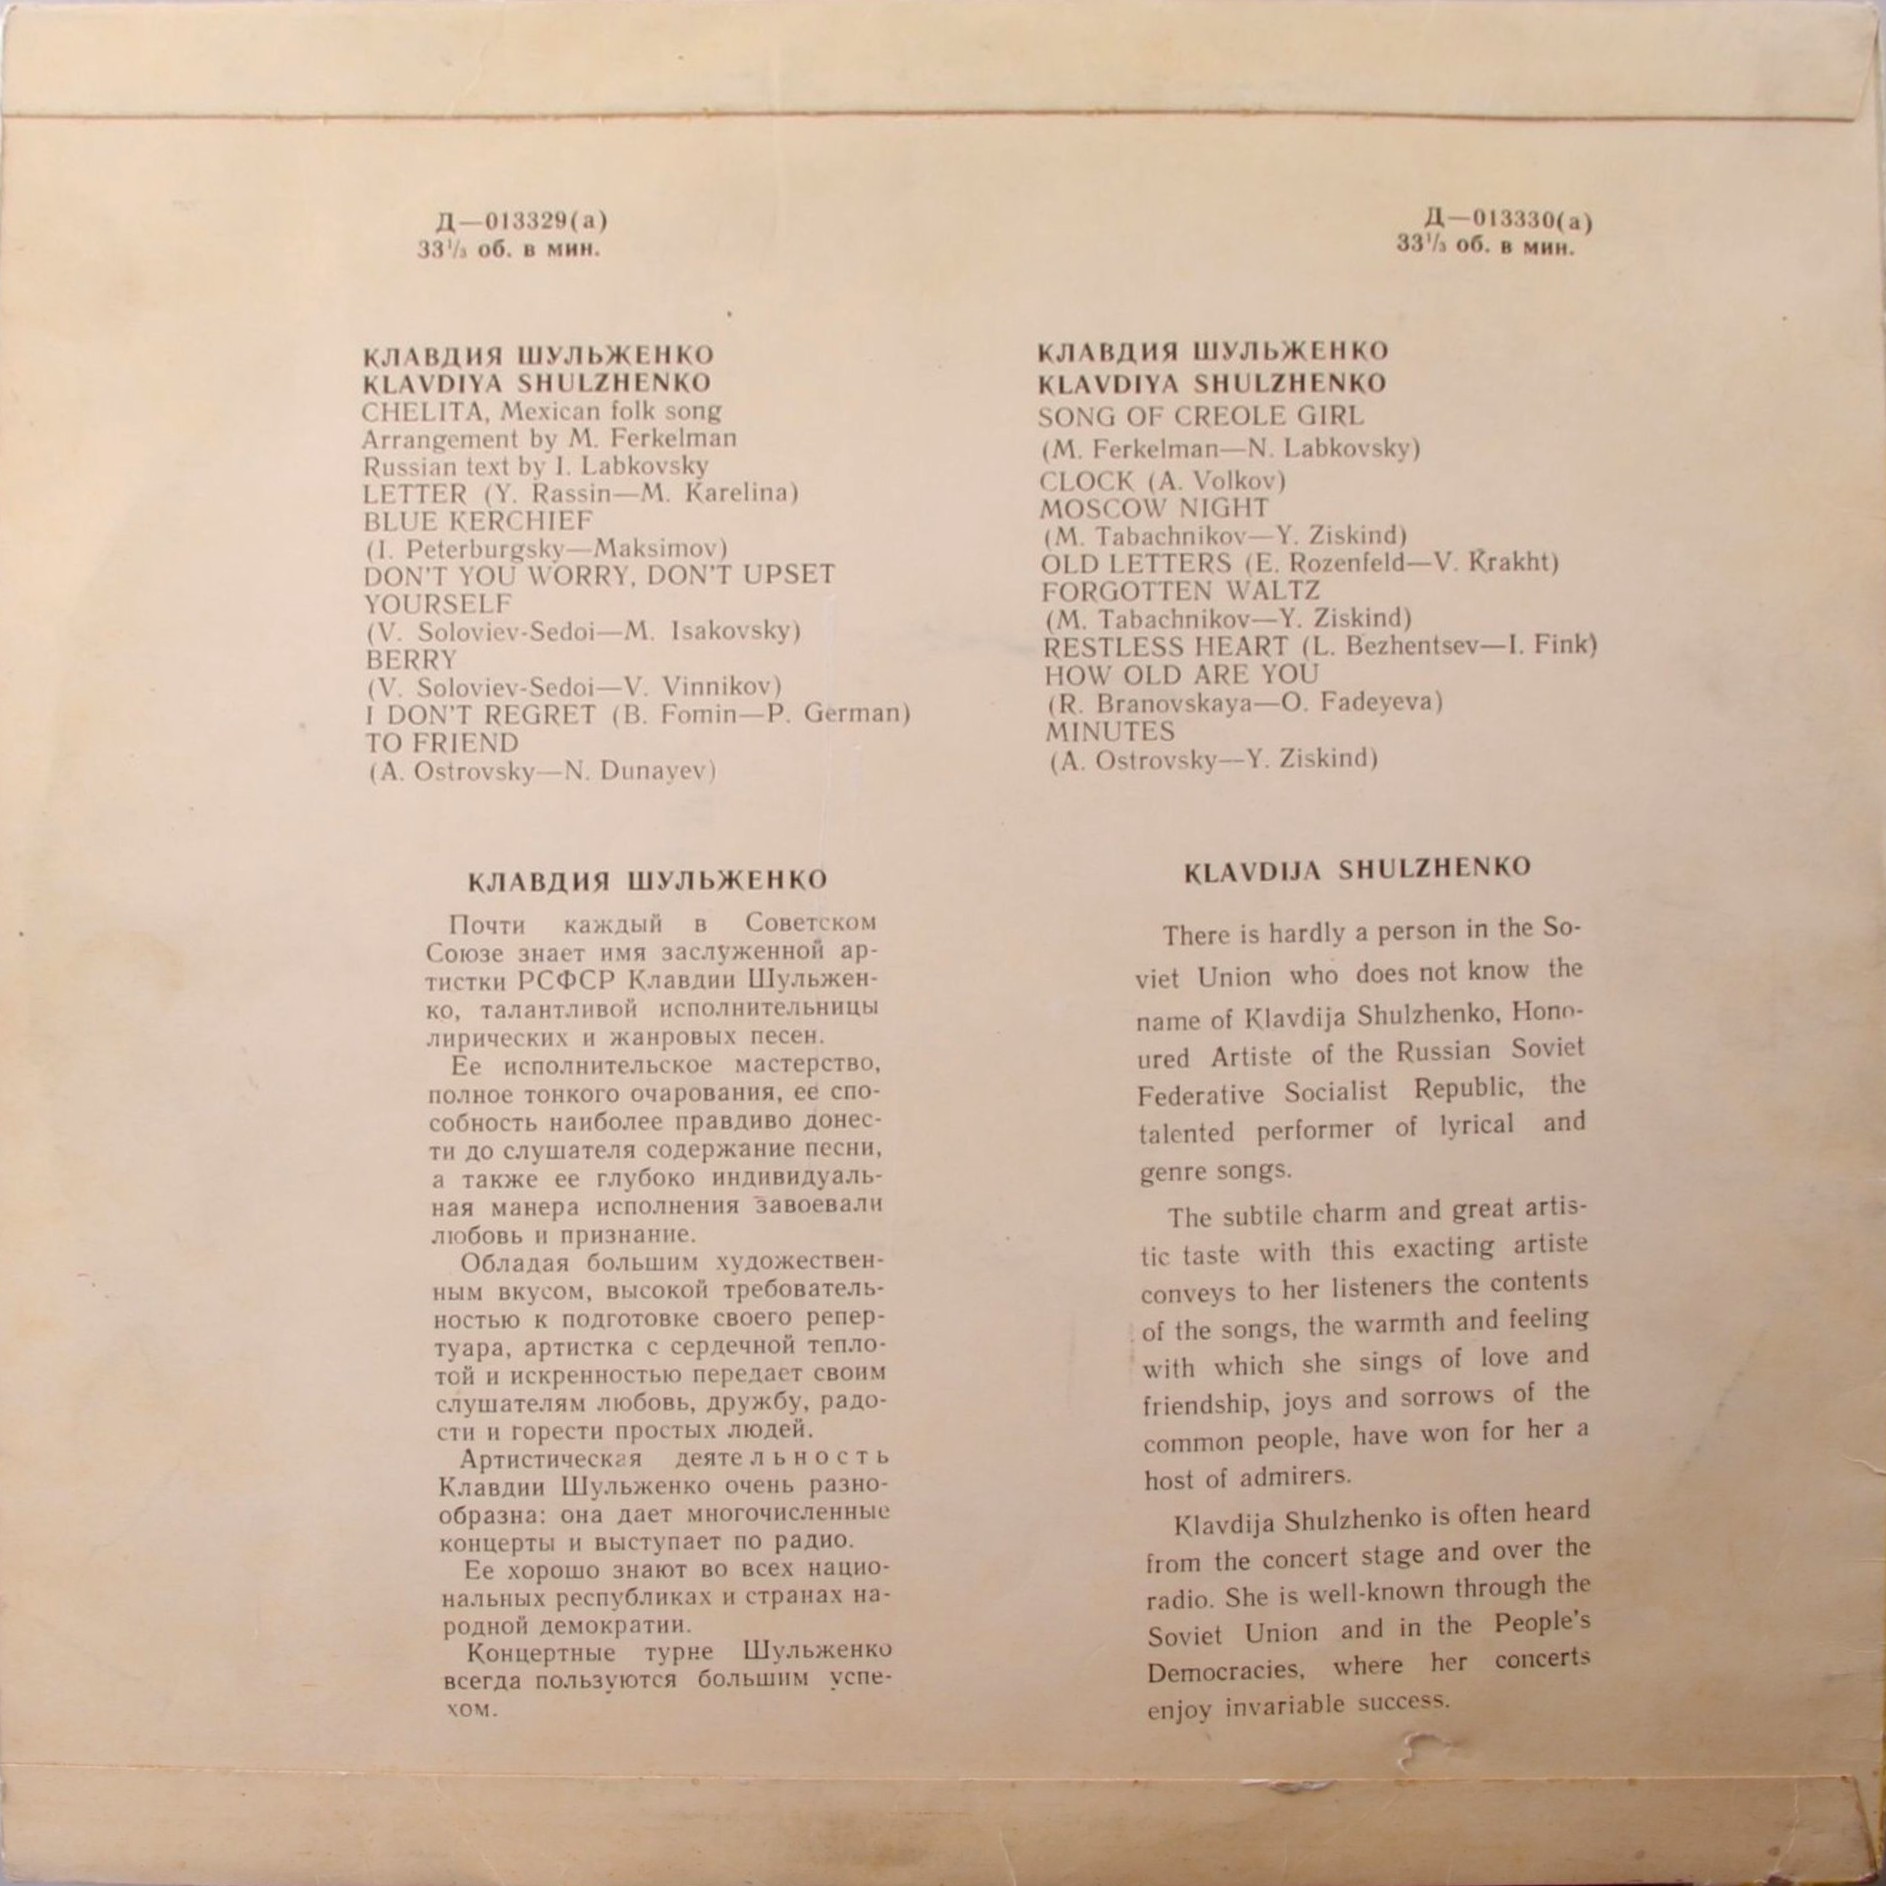 Д—013329(а)
33⅓ об. в мин.
КЛАВДИЯ ШУЛЬЖЕНКО
KLAVDIYA SHULZHENKO
CHELITA, Mexican folk song
Arrangement by M. Ferkelman
Russian text by I. Labkovsky
LETTER (Y. Rassin—M. Karelina)
BLUE KERCHIEF
(I. Peterburgsky—Maksimov)
DON'T YOU WORRY, DON'T UPSET
YOURSELF
(V. Soloviev-Sedoi—M. Isakovsky)
BERRY
(V. Soloviev-Sedoi—V. Vinnikov)
I DON'T REGRET (B. Fomin—P. German)
TO FRIEND
(A. Ostrovsky—N. Dunayev)
Д—013330(а)
33⅓ об. в мин.
КЛАВДИЯ ШУЛЬЖЕНКО
KLAVDIYA SHULZHENKO
SONG OF CREOLE GIRL
(M. Ferkelman—N. Labkovsky)
CLOCK (A. Volkov)
MOSCOW NIGHT
(M. Tabachnikov—Y. Ziskind)
OLD LETTERS (E. Rozenfeld—V. Krakht)
FORGOTTEN WALTZ
(M. Tabachnikov—Y. Ziskind)
RESTLESS HEART (L. Bezhentsev—I. Fink)
HOW OLD ARE YOU
(R. Branovskaya—O. Fadeyeva)
MINUTES
(A. Ostrovsky—Y. Ziskind)
КЛАВДИЯ ШУЛЬЖЕНКО
Почти каждый в Советском
Союзе знает имя заслуженной ар-
тистки РСФСР Клавдии Шульжен-
ко, талантливой исполнительницы
лирических и жанровых песен.
Ее исполнительское мастерство,
полное тонкого очарования, ее спо-
собность наиболее правдиво донес-
ти до слушателя содержание песни,
а также ее глубоко индивидуаль-
ная манера исполнения завоевали
любовь и признание.
Обладая большим художествен-
ным вкусом, высокой требователь-
ностью к подготовке своего репер-
туара, артистка с сердечной тепло-
той и искренностью передает своим
слушателям любовь, дружбу, радо-
сти и горести простых людей.
Артистическая деятельность
Клавдии Шульженко очень разно-
образна: она дает многочисленные
концерты и выступает по радио.
Ее хорошо знают во всех нацио-
нальных республиках и странах на-
родной демократии.
Концертные турне Шульженко
всегда пользуются большим успе-
хом.
KLAVDIJA SHULZHENKO
There is hardly a person in the So-
viet Union who does not know the
name of Klavdija Shulzhenko, Hono-
ured Artiste of the Russian Soviet
Federative Socialist Republic, the
talented performer of lyrical and
genre songs.
The subtile charm and great artis-
tic taste with this exacting artiste
conveys to her listeners the contents
of the songs, the warmth and feeling
with which she sings of love and
friendship, joys and sorrows of the
common people, have won for her a
host of admirers.
Klavdija Shulzhenko is often heard
from the concert stage and over the
radio. She is well-known through the
Soviet Union and in the People's
Democracies, where her concerts
enjoy invariable success.